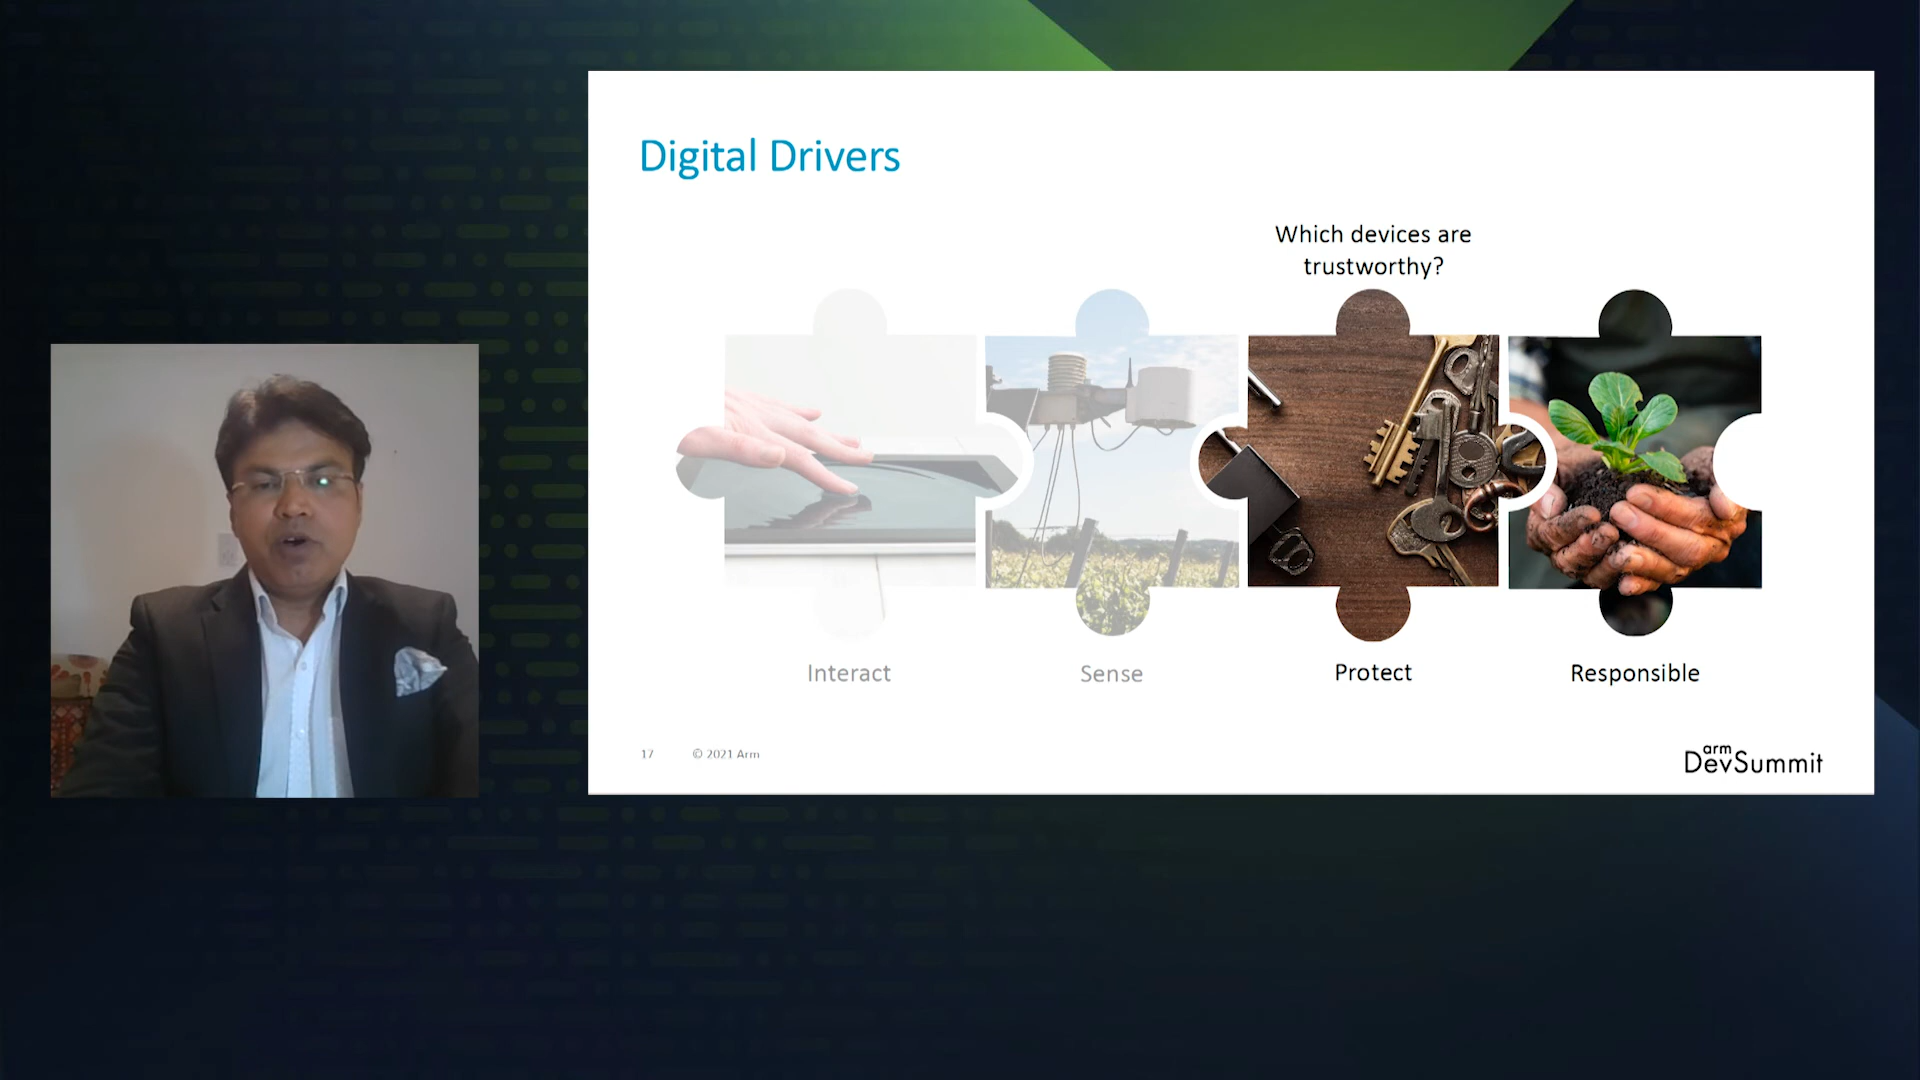 Digital Drivers
Which devices are
trustworthy?
Interact
Sense
Protect
Responsible
17
© 2021 Arm
arm
DevSummit